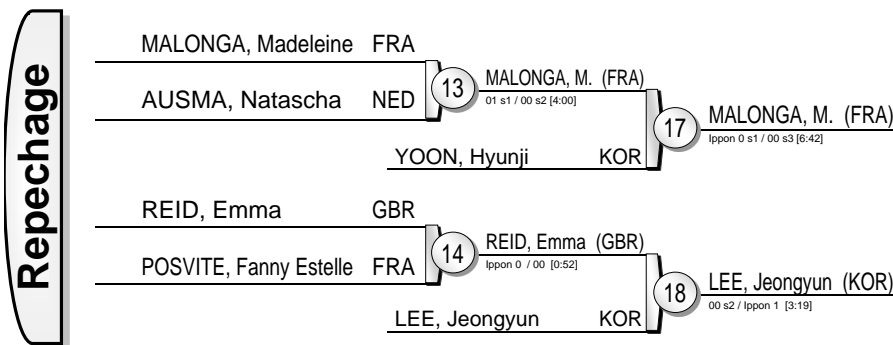 Repechage
MALONGA, Madeleine FRA
AUSMA, Natascha NED
13
MALONGA, M. (FRA)
01 s1 / 00 s2 [4:00]
YOON, Hyunji KOR
17
MALONGA, M. (FRA)
Ippon 0 s1 / 00 s3 [6:42]
REID, Emma GBR
POSVITE, Fanny Estelle FRA
14
REID, Emma (GBR)
Ippon 0 / 00 [0:52]
LEE, Jeongyun KOR
18
LEE, Jeongyun (KOR)
00 s2 / Ippon 1 [3:19]